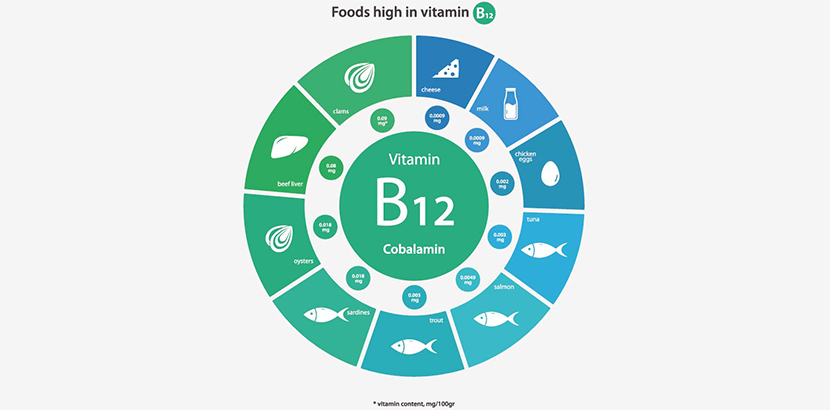 Foods high in vitamin B12
cheese
0.0009
mg
milk
0.0009
mg
chicken
eggs
0.002
mg
tuna
0.003
mg
salmon
0.0049
mg
trout
0.005
mg
sardines
0.018
mg
oysters
0.018
mg
beef liver
0.08
mg
clams
0.09
mg*
Vitamin
B12
Cobalamin
* vitamin content, mg/100gr